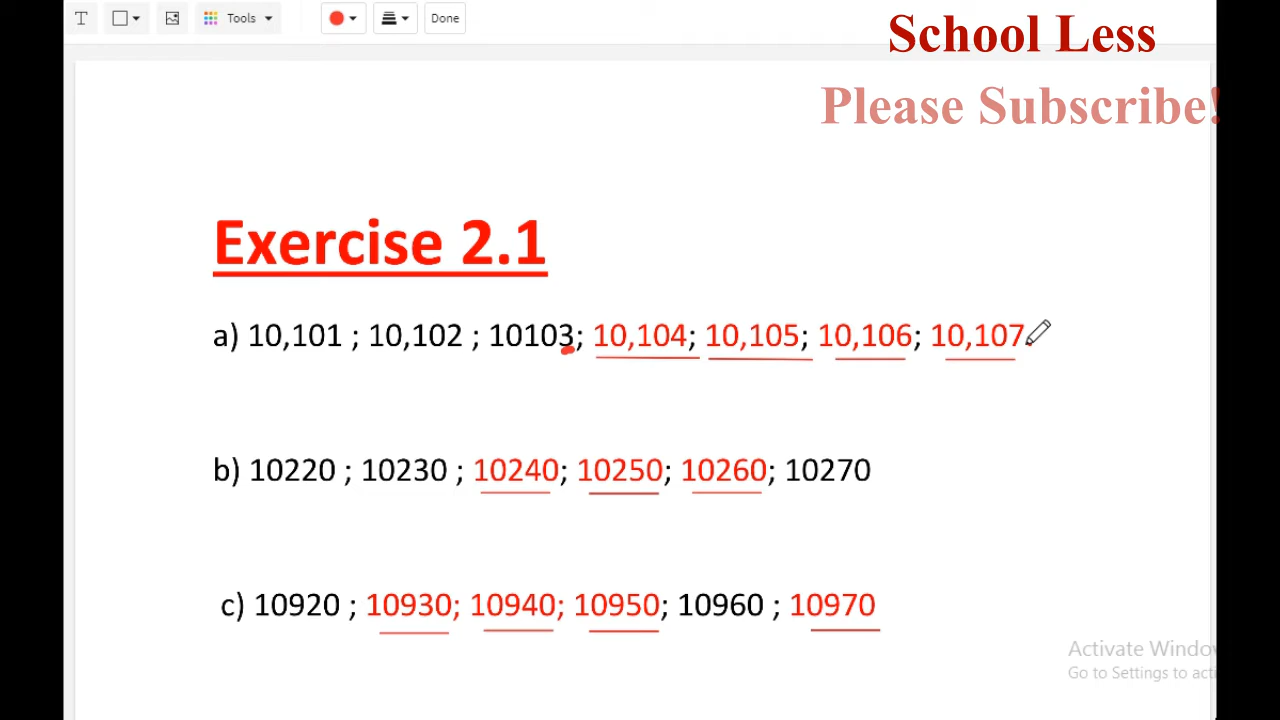 T Tools Done
School Less
Please Subscribe!
Exercise 2.1
a) 10,101 ; 10,102 ; 10103; 10,104; 10,105; 10,106; 10,107.
b) 10220 ; 10230 ; 10240; 10250; 10260; 10270
c) 10920 ; 10930; 10940; 10950; 10960 ; 10970
Activate Window
Go to Settings to acti